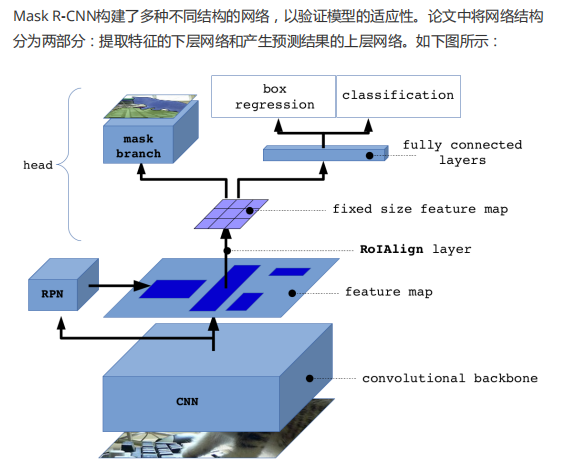 Mask R-CNN构建了多种不同结构的网络，以验证模型的适应性。论文中将网络结构
分为两部分：提取特征的下层网络和产生预测结果的上层网络。如下图所示：
box
regression
classification
mask
branch
fully connected
layers
head
fixed size feature map
RoIAlign layer
RPN
feature map
convolutional backbone
CNN